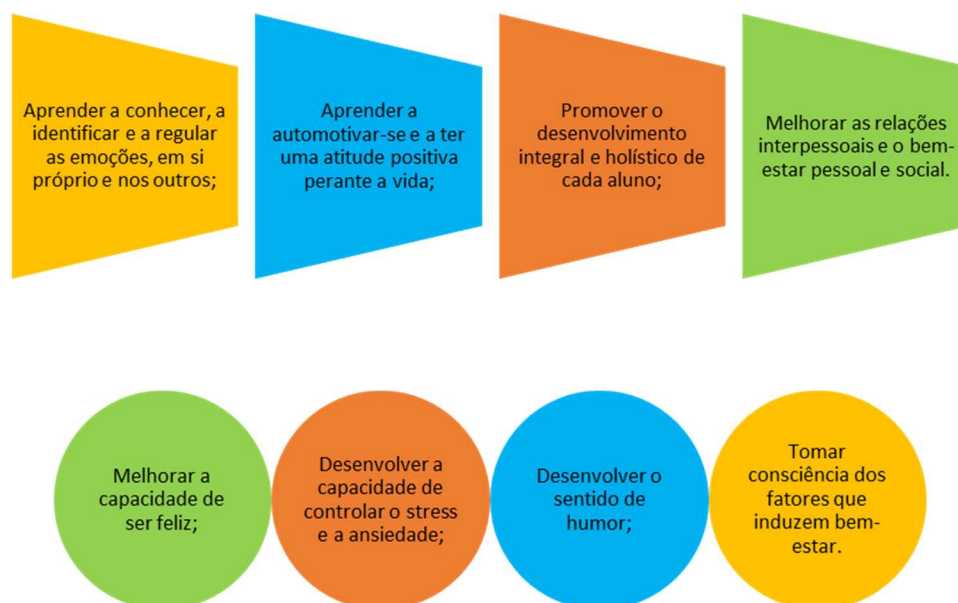 Aprender a conhecer, a
identificar e a regular
as emoções, em si
próprio e nos outros;
Aprender a
automotivar-se e a ter
uma atitude positiva
perante a vida;
Promover o
desenvolvimento
integral e holístico de
cada aluno;
Melhorar as relações
interpessoais e o bem-
estar pessoal e social.
Melhorar a
capacidade de
ser feliz;
Desenvolver a
capacidade de
controlar o stress
e a ansiedade;
Desenvolver o
sentido de
humor;
Tomar
consciência dos
fatores que
induzem bem-
estar.